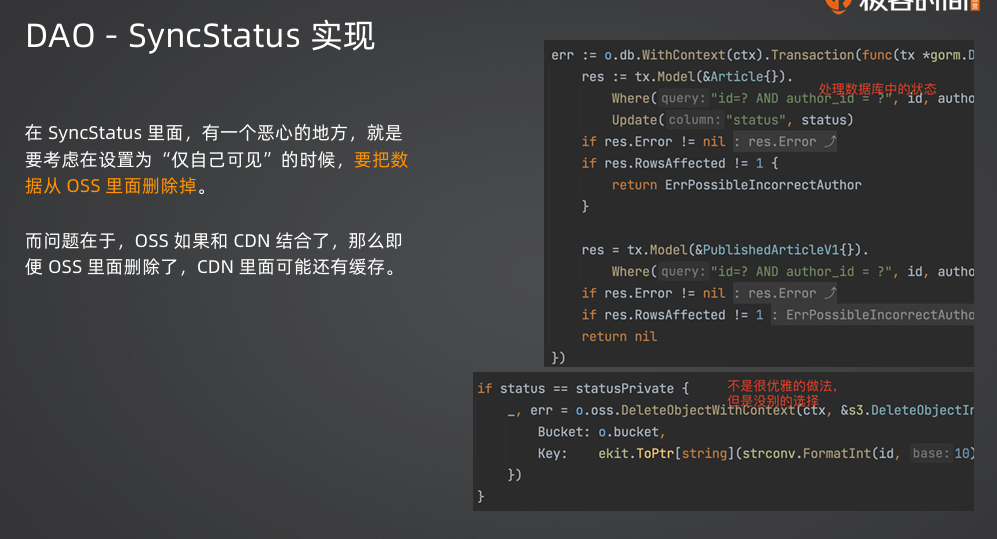 极客时间
DAO - SyncStatus 实现
在 SyncStatus 里面，有一个恶心的地方，就是
要考虑在设置为“仅自己可见”的时候，要把数
据从 OSS 里面删除掉。
而问题在于，OSS 如果和 CDN 结合了，那么即
便 OSS 里面删除了，CDN 里面可能还有缓存。
err := o.db.WithContext(ctx).Transaction(func(tx *gorm.D
res := tx.Model(&Article{}).
处理数据库中的状态
Where( query: "id=? AND author_id = ?", id, autho
Update( column: "status", status)
if res.Error != nil : res.Error ⤴
if res.RowsAffected != 1 {
return ErrPossibleIncorrectAuthor
}
res = tx.Model(&PublishedArticleV1{}).
Where( query: "id=? AND author_id = ?", id, autho
if res.Error != nil : res.Error ⤴
if res.RowsAffected != 1 : ErrPossibleIncorrectAutho
return nil
})
if status == statusPrivate {
不是很优雅的做法，
但是没别的选择
_, err = o.oss.DeleteObjectWithContext(ctx, &s3.DeleteObjectIn
Bucket: o.bucket,
Key: ekit.ToPtr[string](strconv.FormatInt(id, base: 10)
})
}